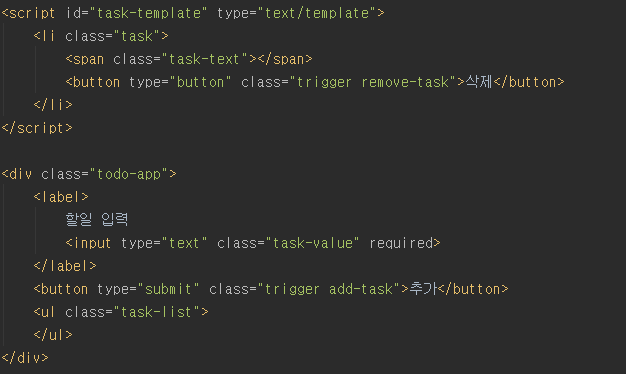 <script id="task-template" type="text/template">
<li class="task">
<span class="task-text"></span>
<button type="button" class="trigger remove-task">삭제</button>
</li>
</script>
<div class="todo-app">
<label>
할일 입력
<input type="text" class="task-value" required>
</label>
<button type="submit" class="trigger add-task">추가</button>
<ul class="task-list">
</ul>
</div>